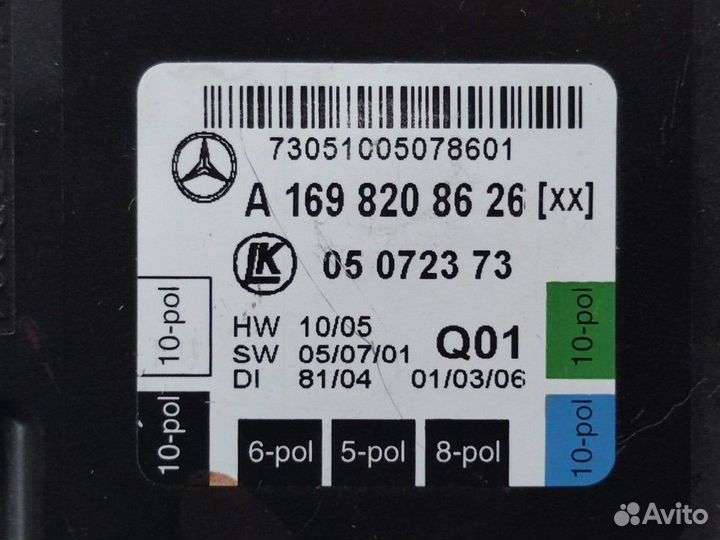 73051005078601
A 169 820 86 26 [xx]
LK 05 0723 73
HW 10/05
SW 05/07/01 Q01
DI 81/04 01/03/06
10-pol
10-pol
6-pol 5-pol 8-pol
10-pol
10-pol
Avito